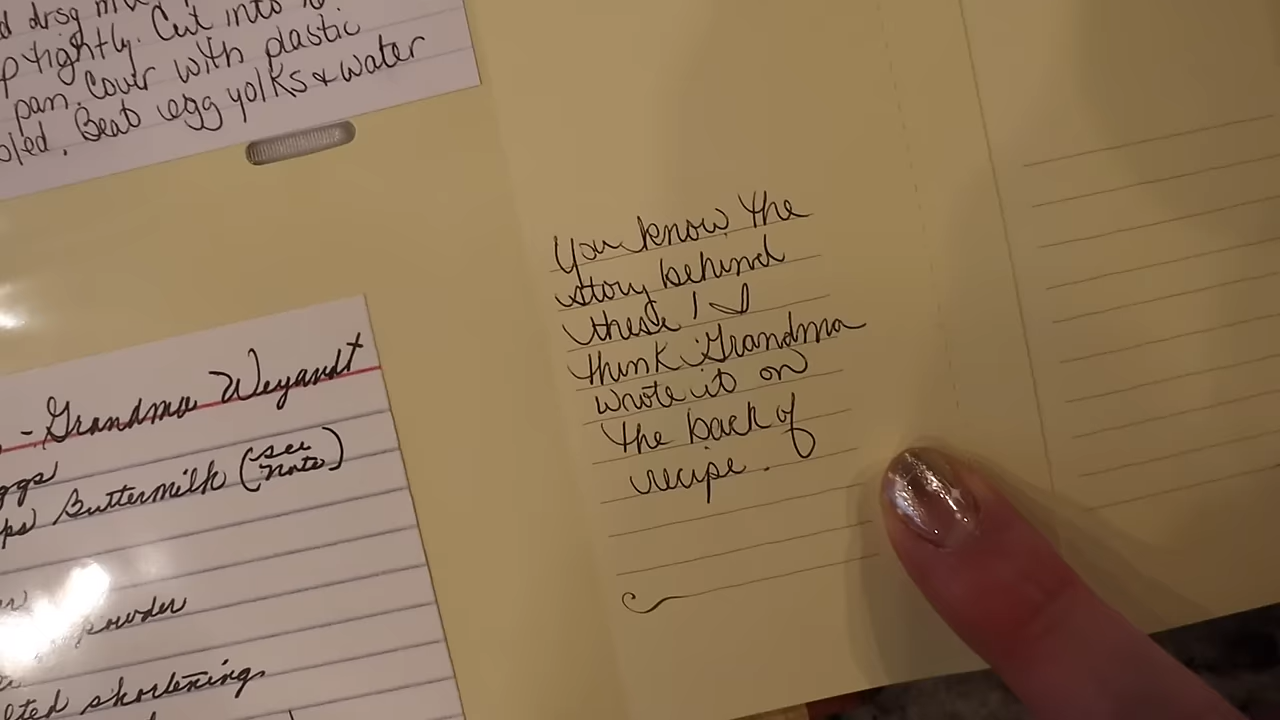 d drsg
p tightly. Cut into
pan. Cover with plastic
oled. Beat egg yolks & water
- Grandma Weyandt
ggs
ps Buttermilk (see
note)
powder
lted shortening
You know the
story behind
these! I
think Grandma
wrote it on
the back of
recipe.